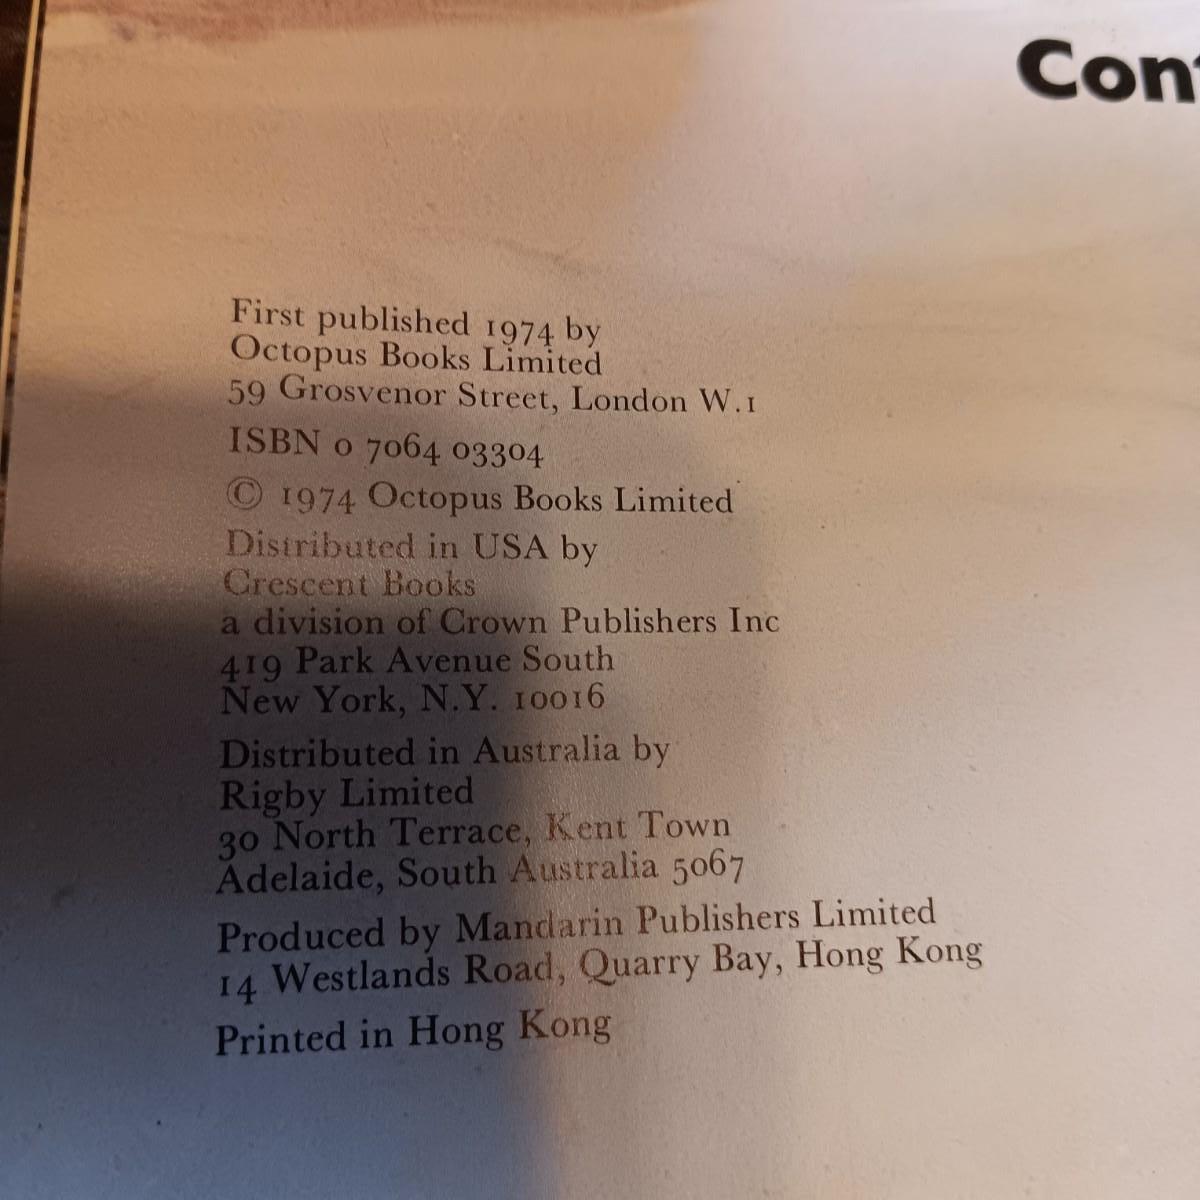 Con
First published 1974 by
Octopus Books Limited
59 Grosvenor Street, London W.1
ISBN 0 7064 03304
© 1974 Octopus Books Limited
Distributed in USA by
Crescent Books
a division of Crown Publishers Inc
419 Park Avenue South
New York, N.Y. 10016
Distributed in Australia by
Rigby Limited
30 North Terrace, Kent Town
Adelaide, South Australia 5067
Produced by Mandarin Publishers Limited
14 Westlands Road, Quarry Bay, Hong Kong
Printed in Hong Kong